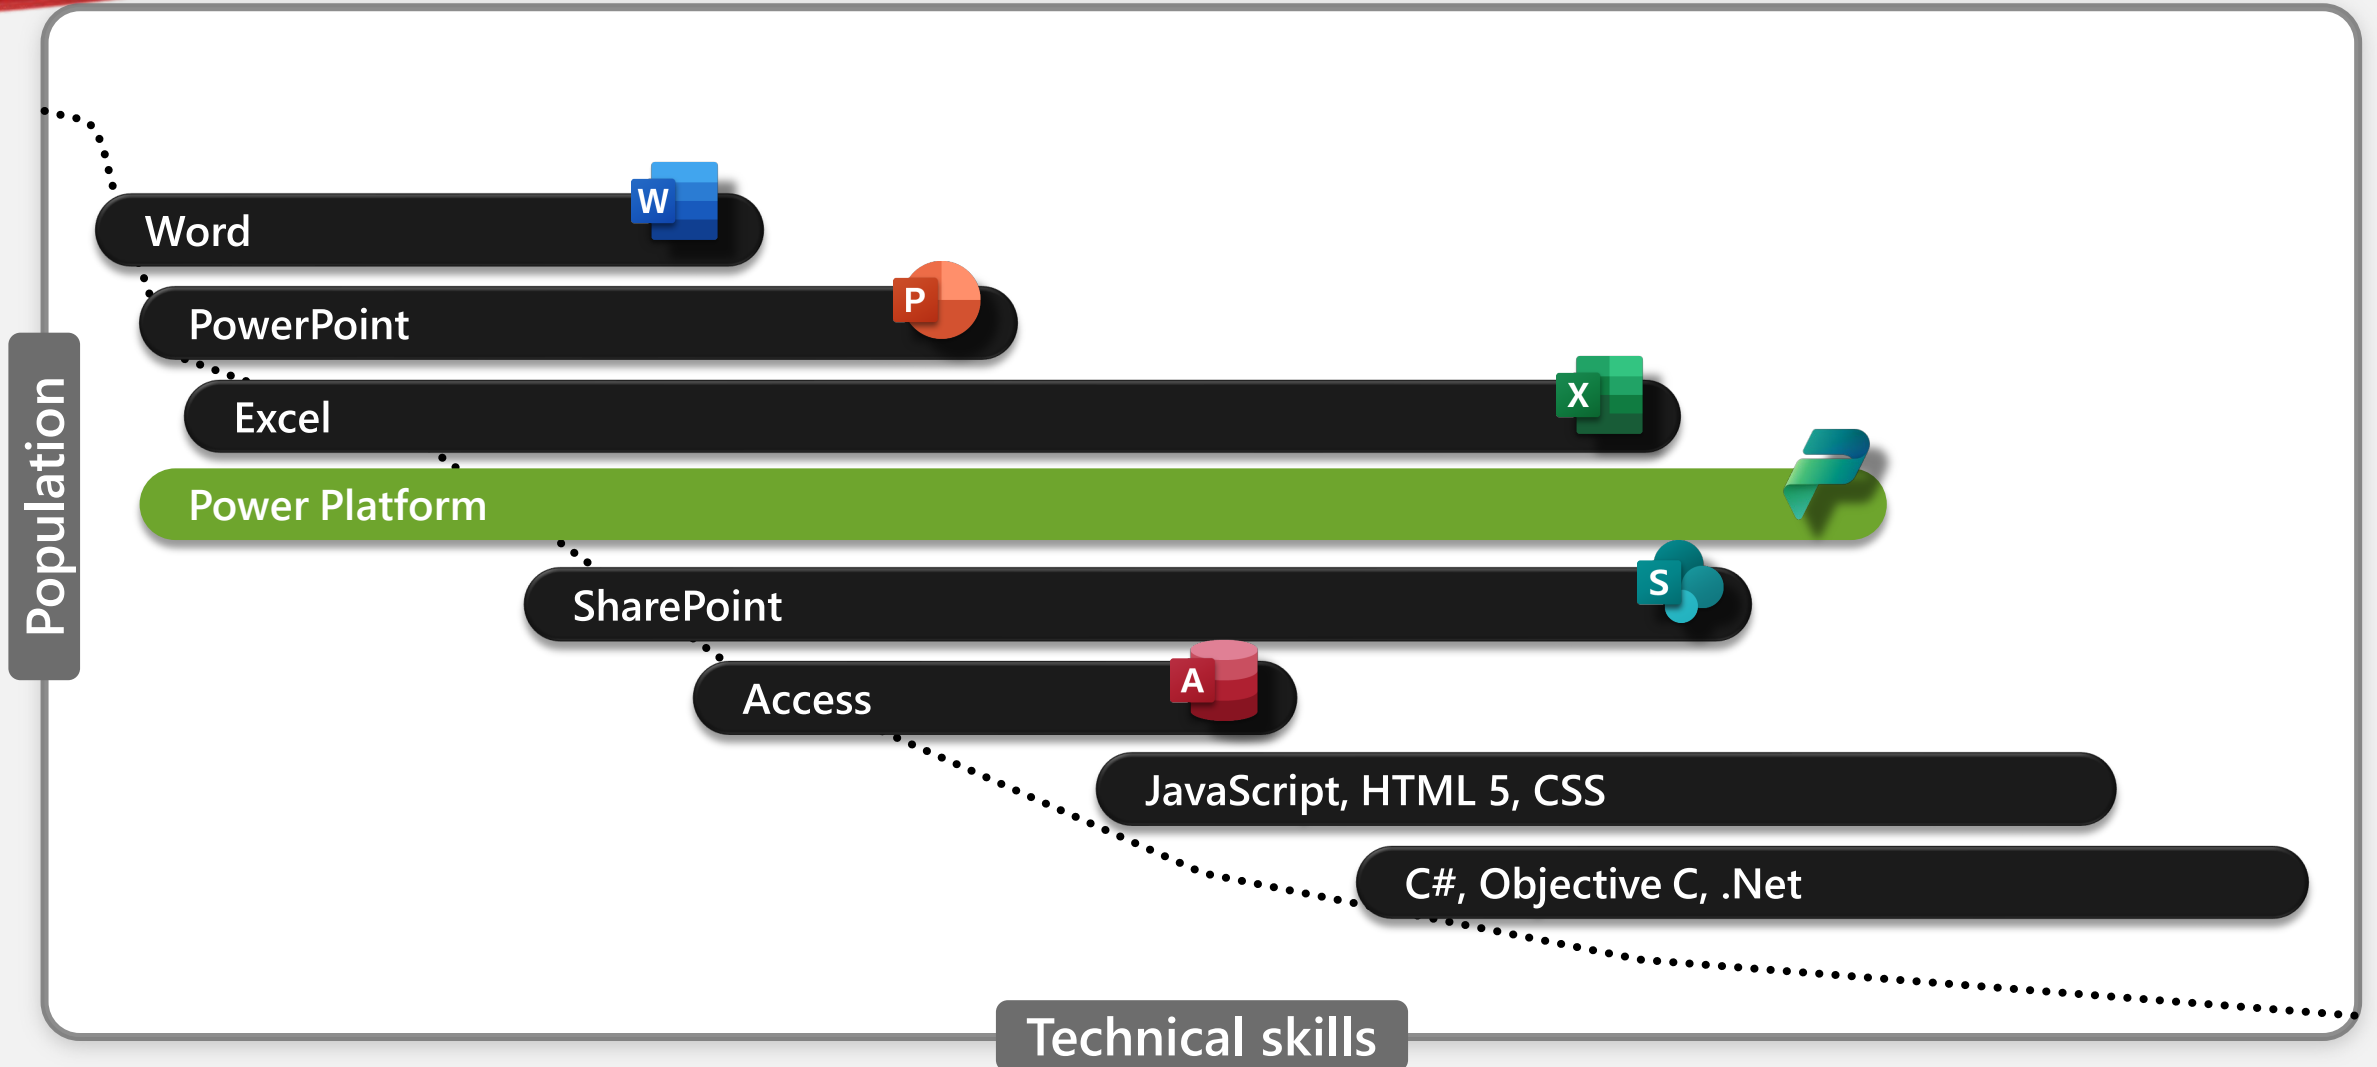 W
Word
P
PowerPoint
X
Excel
Power Platform
S
SharePoint
A
Access
JavaScript, HTML 5, CSS
C#, Objective C, .Net
Population
Technical skills